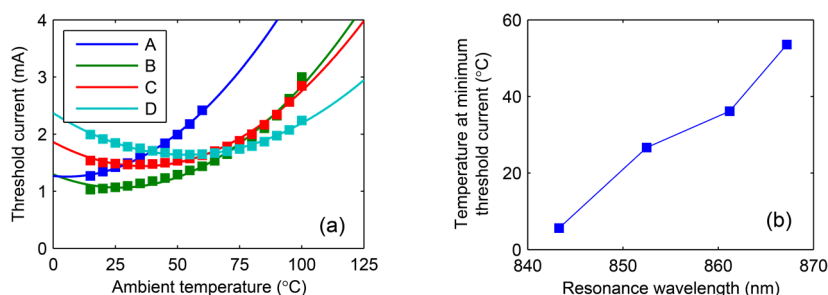 4
3
2
1
0
Threshold current (mA)
A
B
C
D
(a)
0 25 50 75 100 125
Ambient temperature (°C)
60
40
20
0
Temperature at minimum
threshold current (°C)
(b)
840 850 860 870
Resonance wavelength (nm)